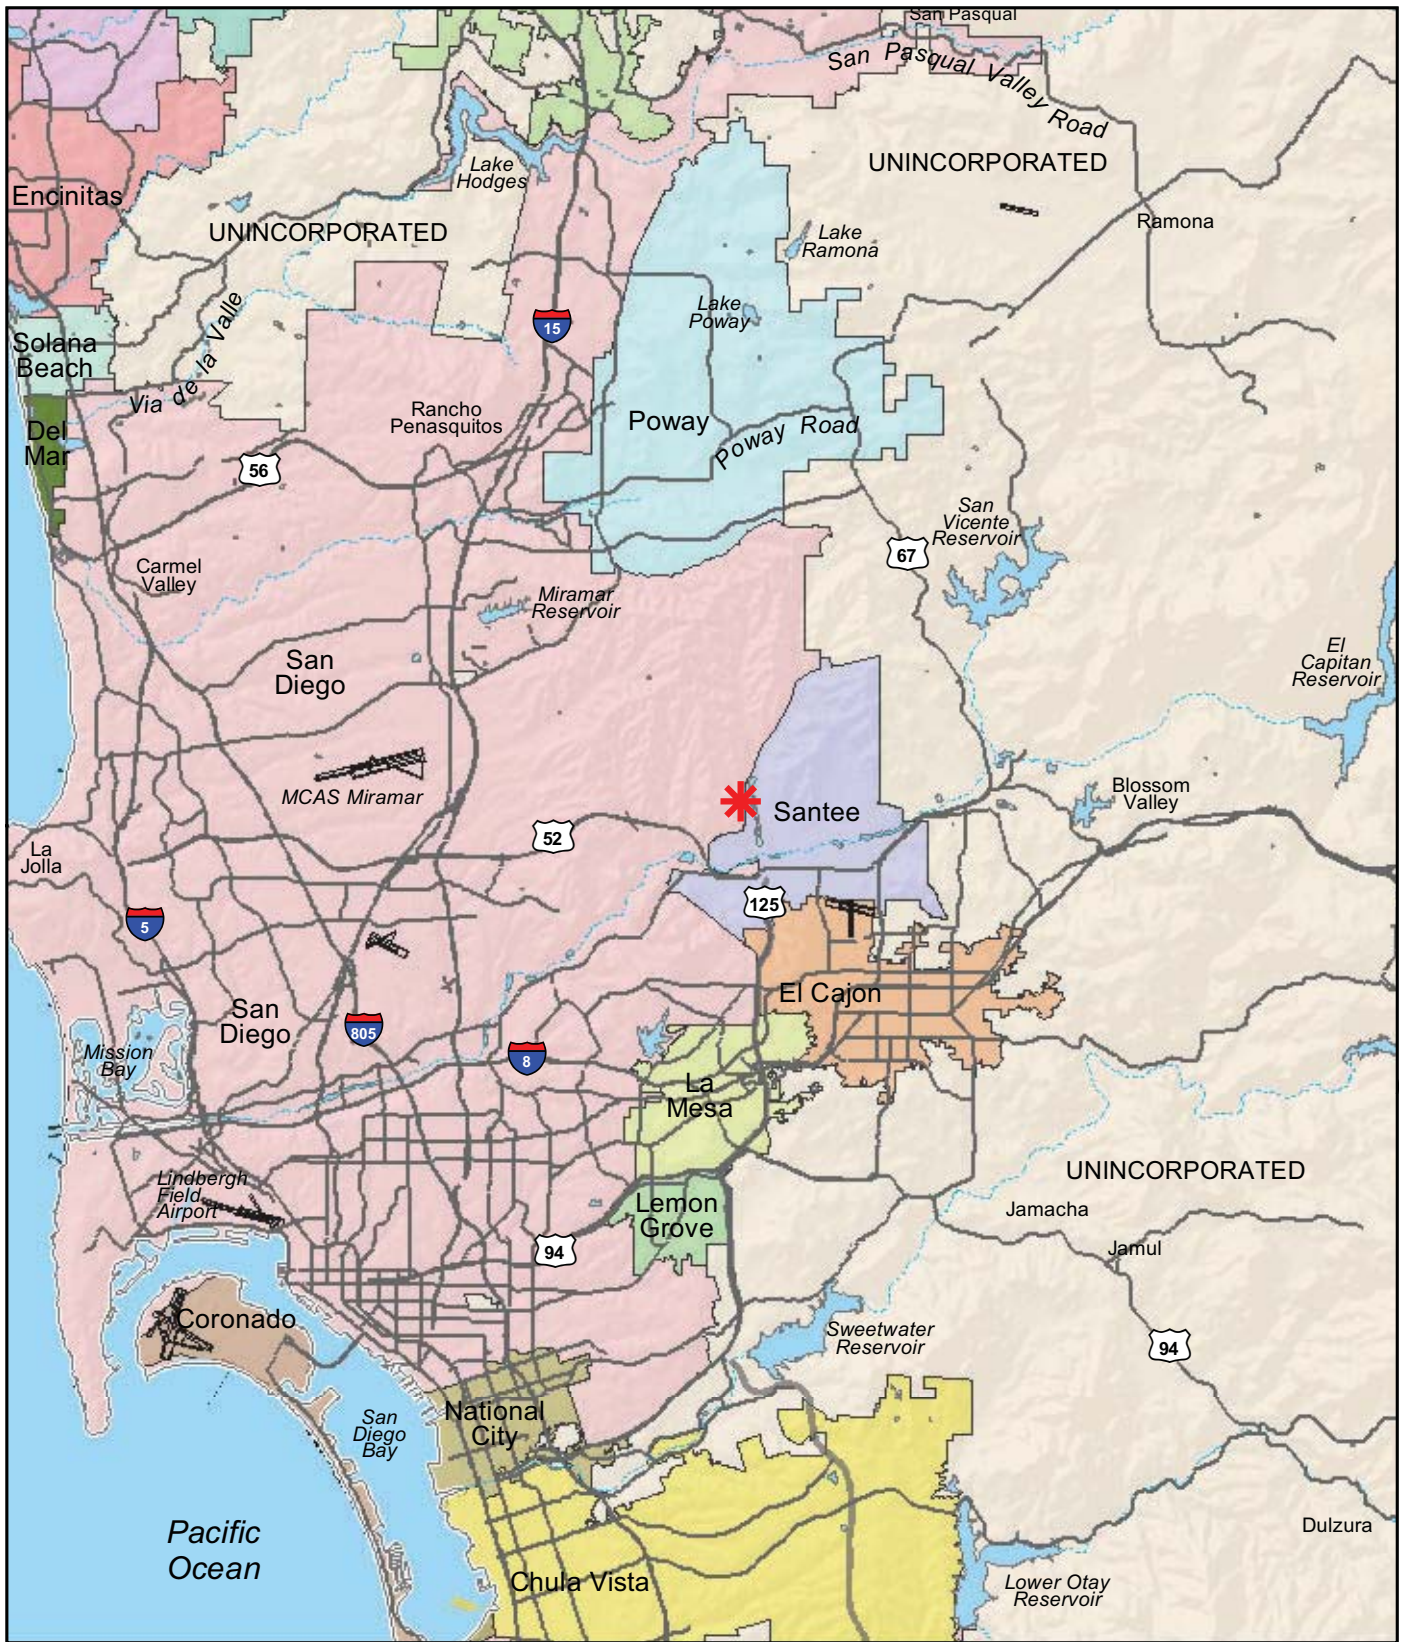 San Pasqual
San Pasqual Valley Road
UNINCORPORATED
Lake
Hodges
Encinitas
UNINCORPORATED
Ramona
Lake
Ramona
Lake
Poway
15
Solana
Beach
Via de la Valle
Rancho
Penasquitos
Poway
Poway Road
Del
Mar
56
San
Vicente
Reservoir
67
Carmel
Valley
Miramar
Reservoir
San
Diego
El
Capitan
Reservoir
MCAS Miramar
Blossom
Valley
Santee
52
La
Jolla
125
5
El Cajon
San
Diego
805
8
Mission
Bay
La
Mesa
UNINCORPORATED
Lindbergh
Field
Airport
Lemon
Grove
Jamacha
Jamul
94
Coronado
Sweetwater
Reservoir
94
National
City
San
Diego
Bay
Pacific
Ocean
Dulzura
Chula Vista
Lower Otay
Reservoir